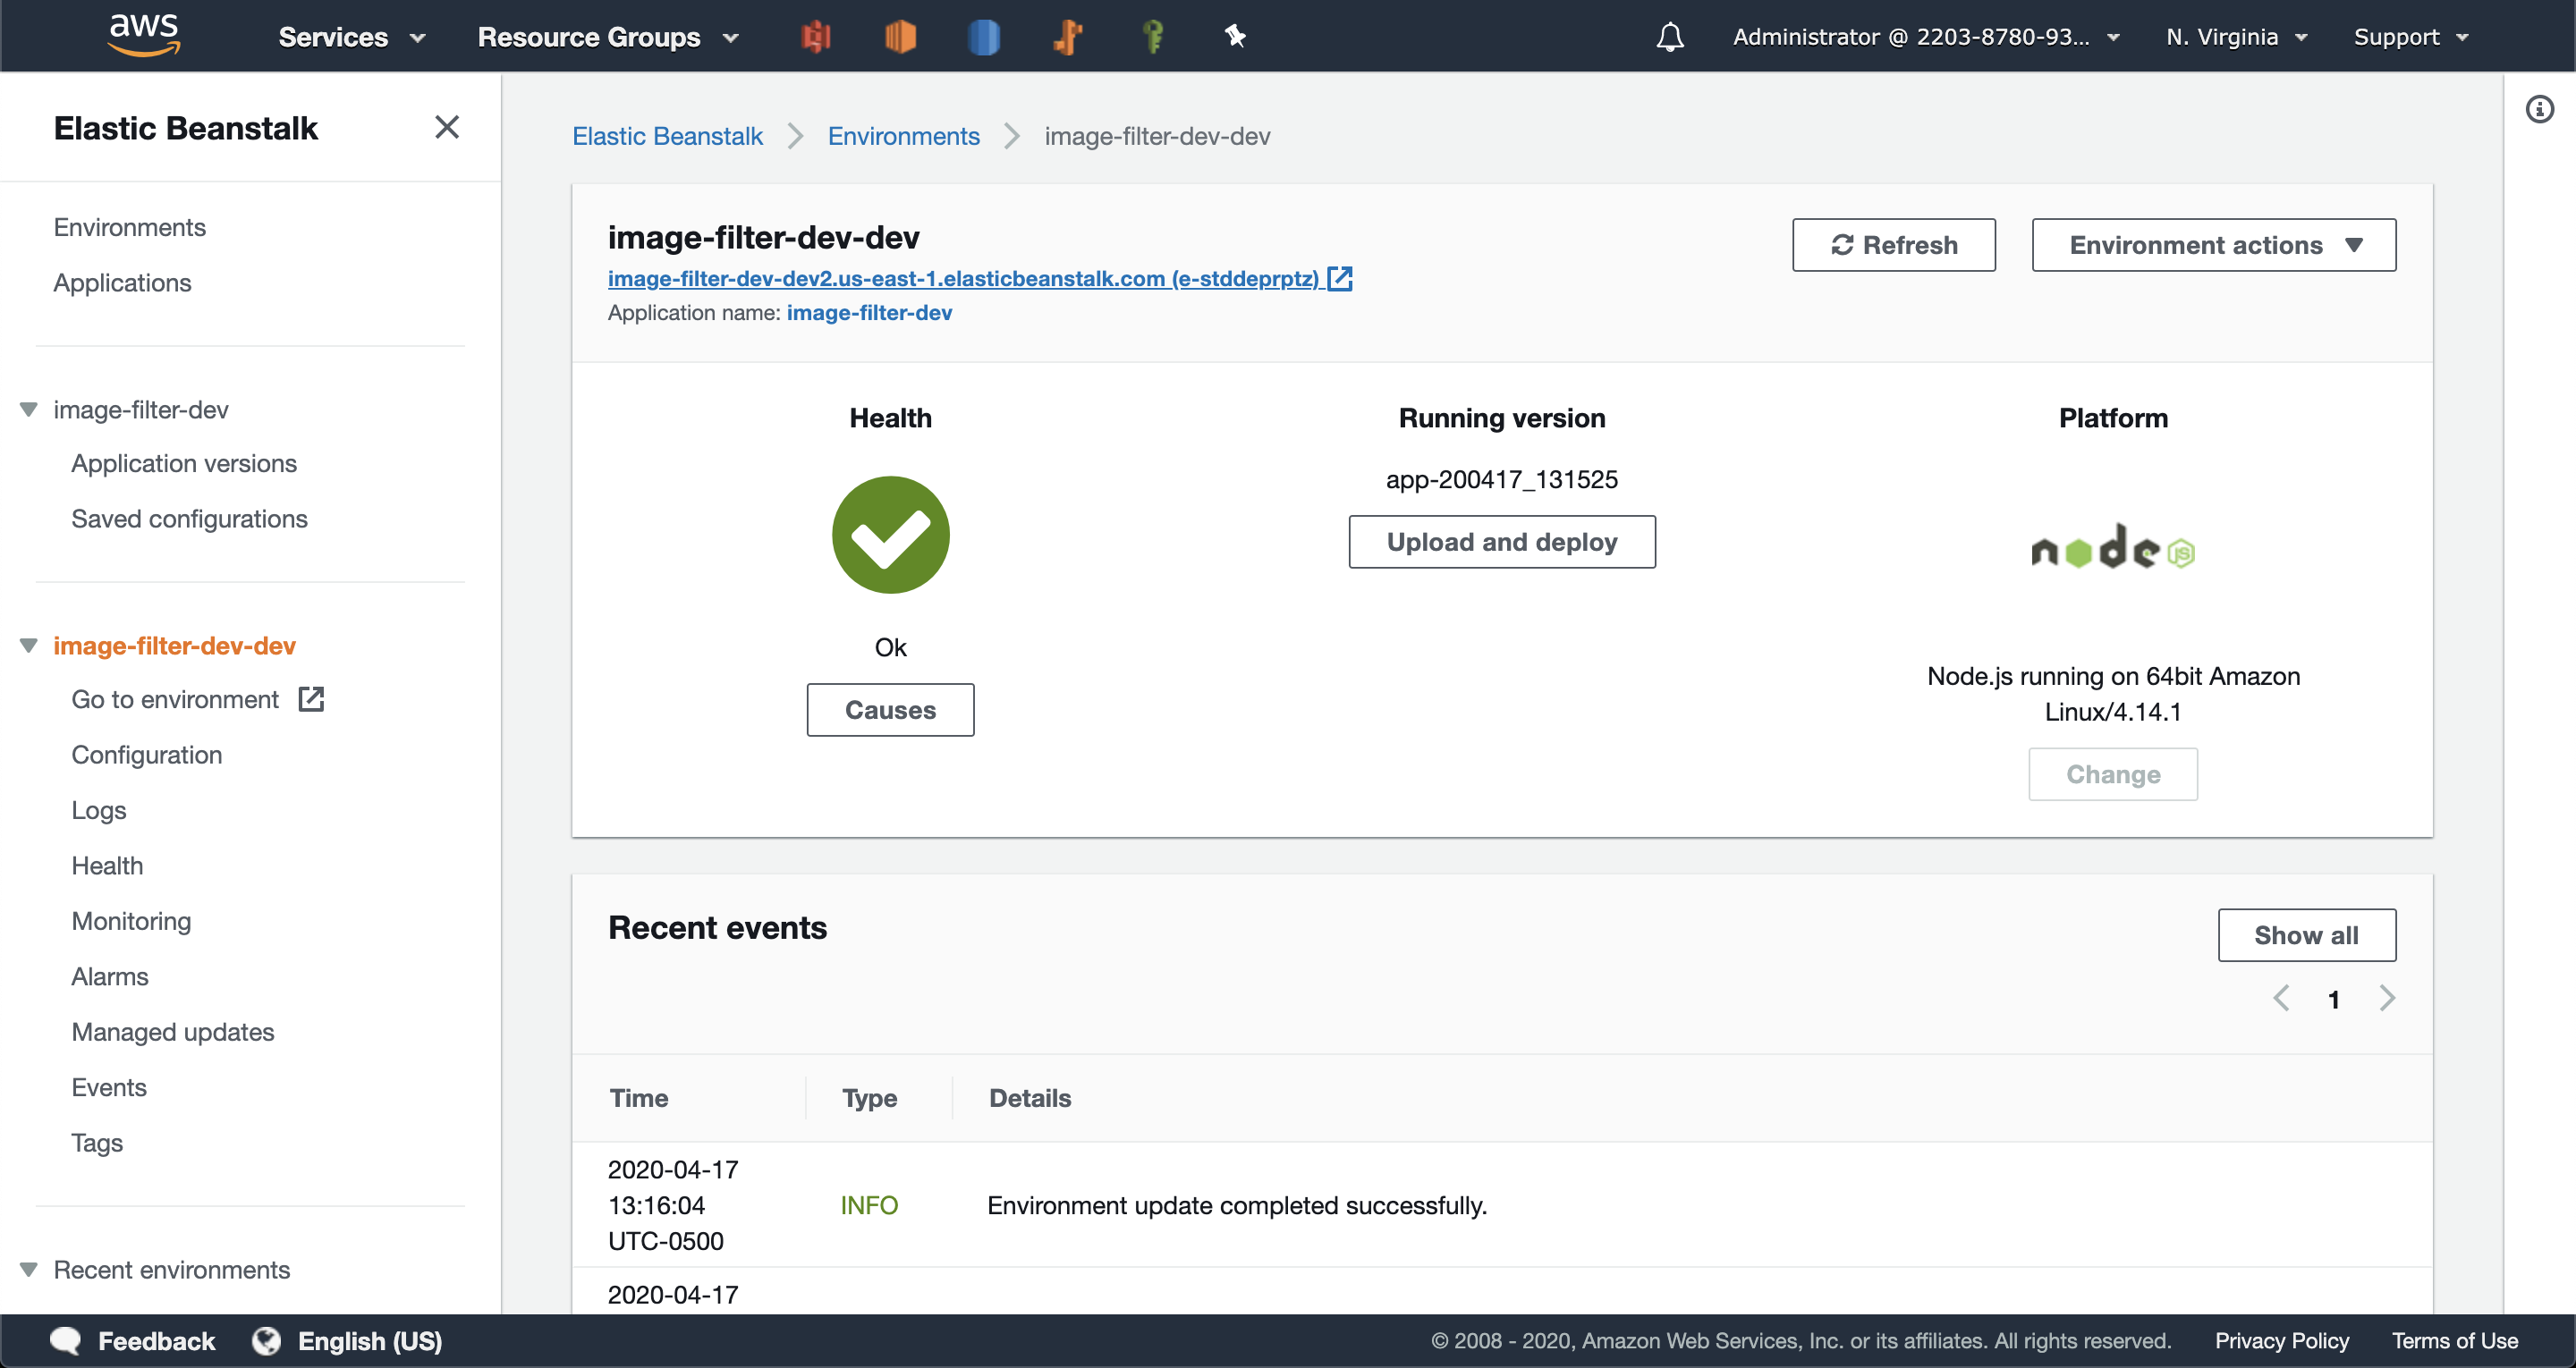 aws
Services
Resource Groups
Administrator @ 2203-8780-93...
N. Virginia
Support
Elastic Beanstalk
Environments
Applications
image-filter-dev
Application versions
Saved configurations
image-filter-dev-dev
Go to environment
Configuration
Logs
Health
Monitoring
Alarms
Managed updates
Events
Tags
Recent environments
Elastic Beanstalk
Environments
image-filter-dev-dev
image-filter-dev-dev
image-filter-dev-dev2.us-east-1.elasticbeanstalk.com (e-stddeprptz)
Application name: image-filter-dev
Refresh
Environment actions
Health
Ok
Causes
Running version
app-200417_131525
Upload and deploy
Platform
node JS
Node.js running on 64bit Amazon
Linux/4.14.1
Change
Recent events
Show all
1
Time
Type
Details
2020-04-17
13:16:04
UTC-0500
INFO
Environment update completed successfully.
2020-04-17
Feedback
English (US)
© 2008 - 2020, Amazon Web Services, Inc. or its affiliates. All rights reserved.
Privacy Policy
Terms of Use